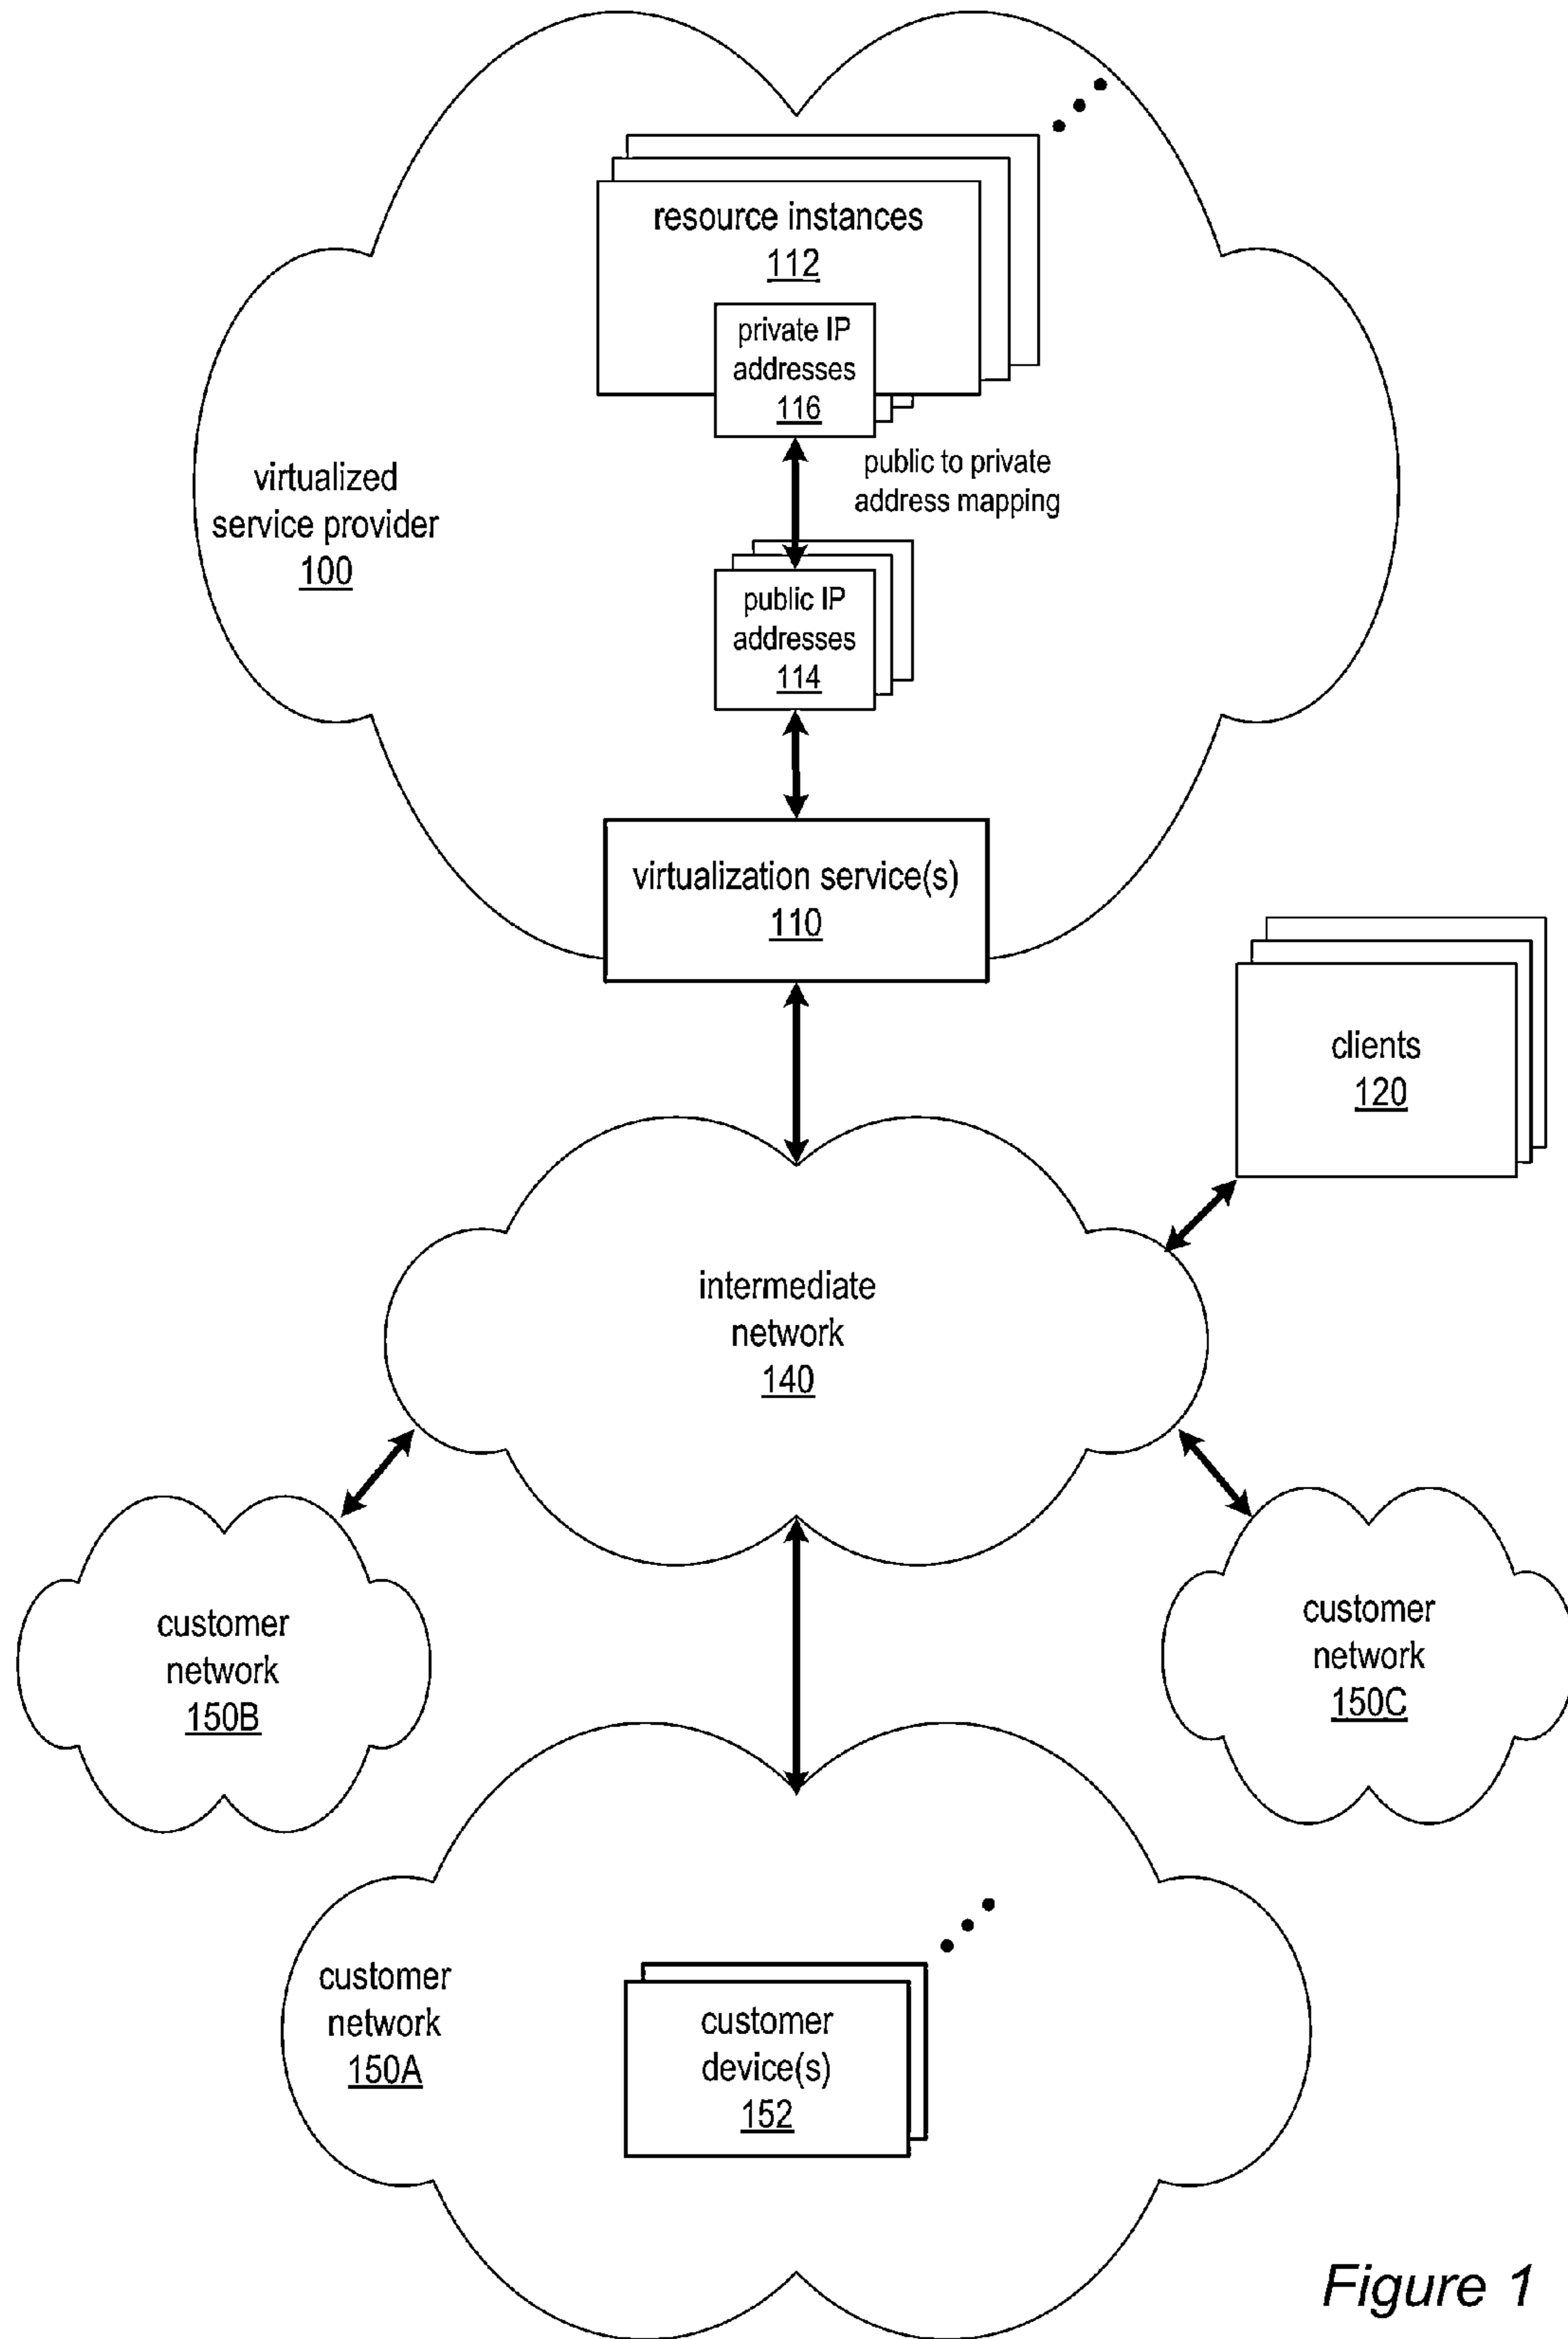 resource instances
112
private IP
addresses
116
public to private
address mapping
virtualized
service provider
100
public IP
addresses
114
virtualization service(s)
110
clients
120
intermediate
network
140
customer
network
150B
customer
network
150C
customer
network
150A
customer
device(s)
152
Figure 1